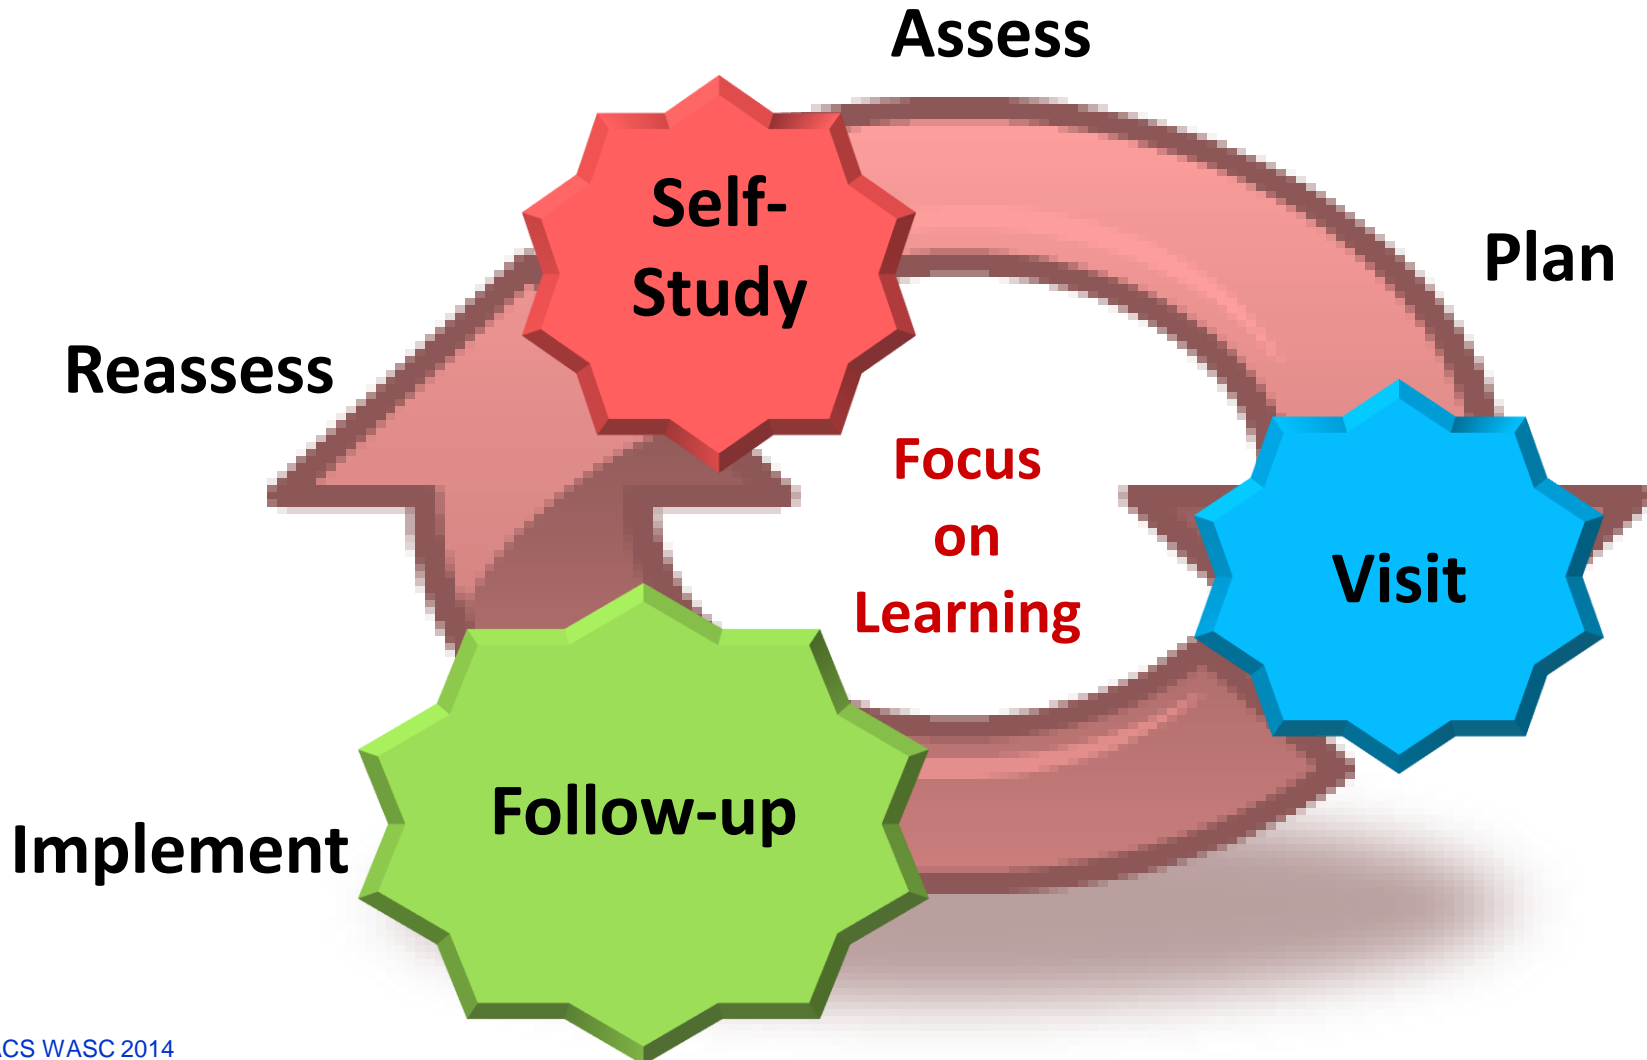 Assess
Self-
Study
Plan
Reassess
Focus
on
Learning
Visit
Follow-up
Implement
CS WASC 2014